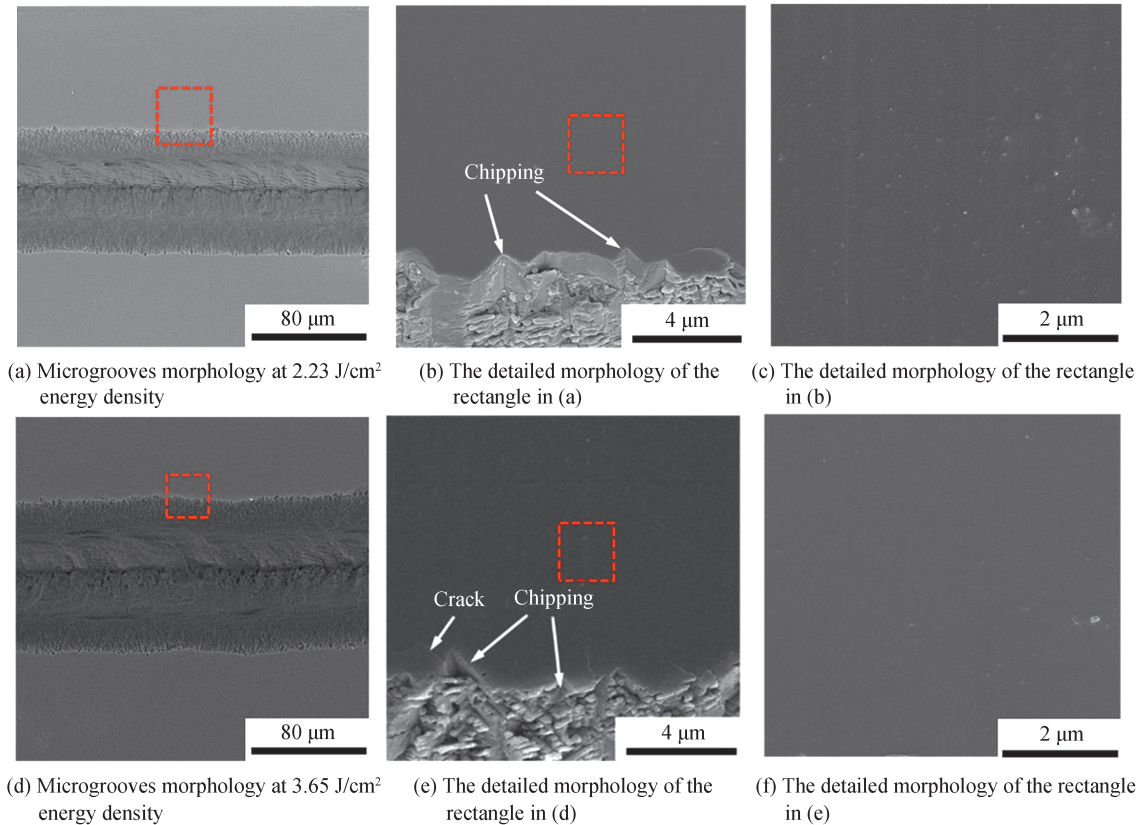 80 μm
Chipping
4 μm
2 μm
(a) Microgrooves morphology at 2.23 J/cm²
energy density
(b) The detailed morphology of the
rectangle in (a)
(c) The detailed morphology of the rectangle
in (b)
80 μm
Crack
Chipping
4 μm
2 μm
(d) Microgrooves morphology at 3.65 J/cm²
energy density
(e) The detailed morphology of the
rectangle in (d)
(f) The detailed morphology of the rectangle
in (e)